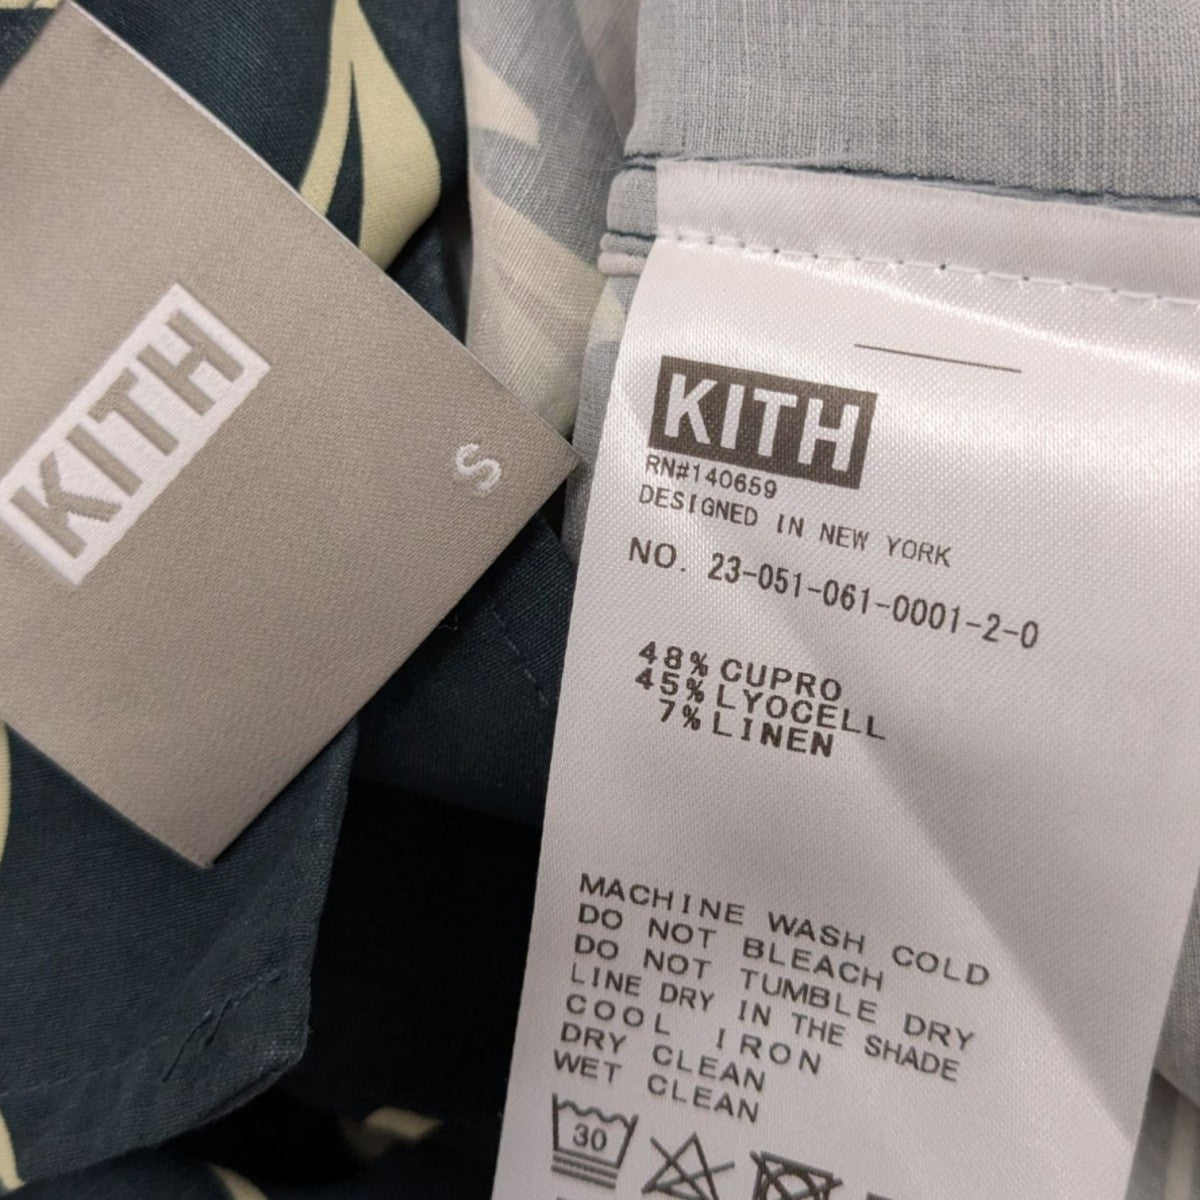 KITH
S
KITH
RN#140659
DESIGNED IN NEW YORK
NO. 23-051-061-0001-2-0
48% CUPRO
45% LYOCELL
7% LINEN
MACHINE WASH COLD
DO NOT BLEACH
DO NOT TUMBLE DRY
LINE DRY IN THE SHADE
COOL IRON
DRY CLEAN
WET CLEAN
30